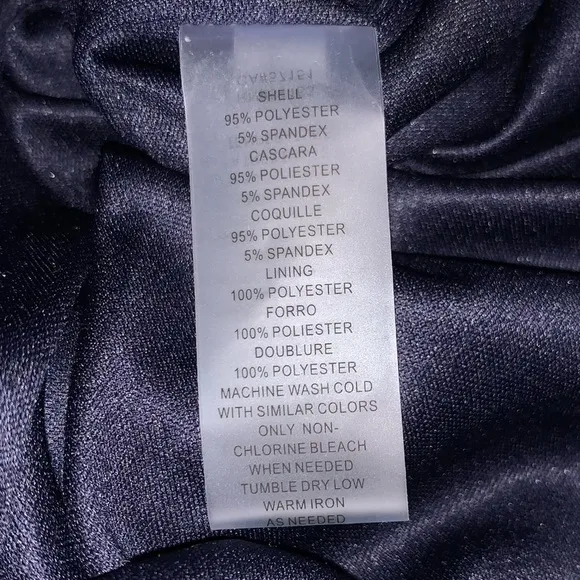 SHELL
95% POLYESTER
5% SPANDEX
CASCARA
95% POLIESTER
5% SPANDEX
COQUILLE
95% POLYESTER
5% SPANDEX
LINING
100% POLYESTER
FORRO
100% POLIESTER
DOUBLURE
100% POLYESTER
MACHINE WASH COLD
WITH SIMILAR COLORS
ONLY NON-
CHLORINE BLEACH
WHEN NEEDED
TUMBLE DRY LOW
WARM IRON
AS NEEDED